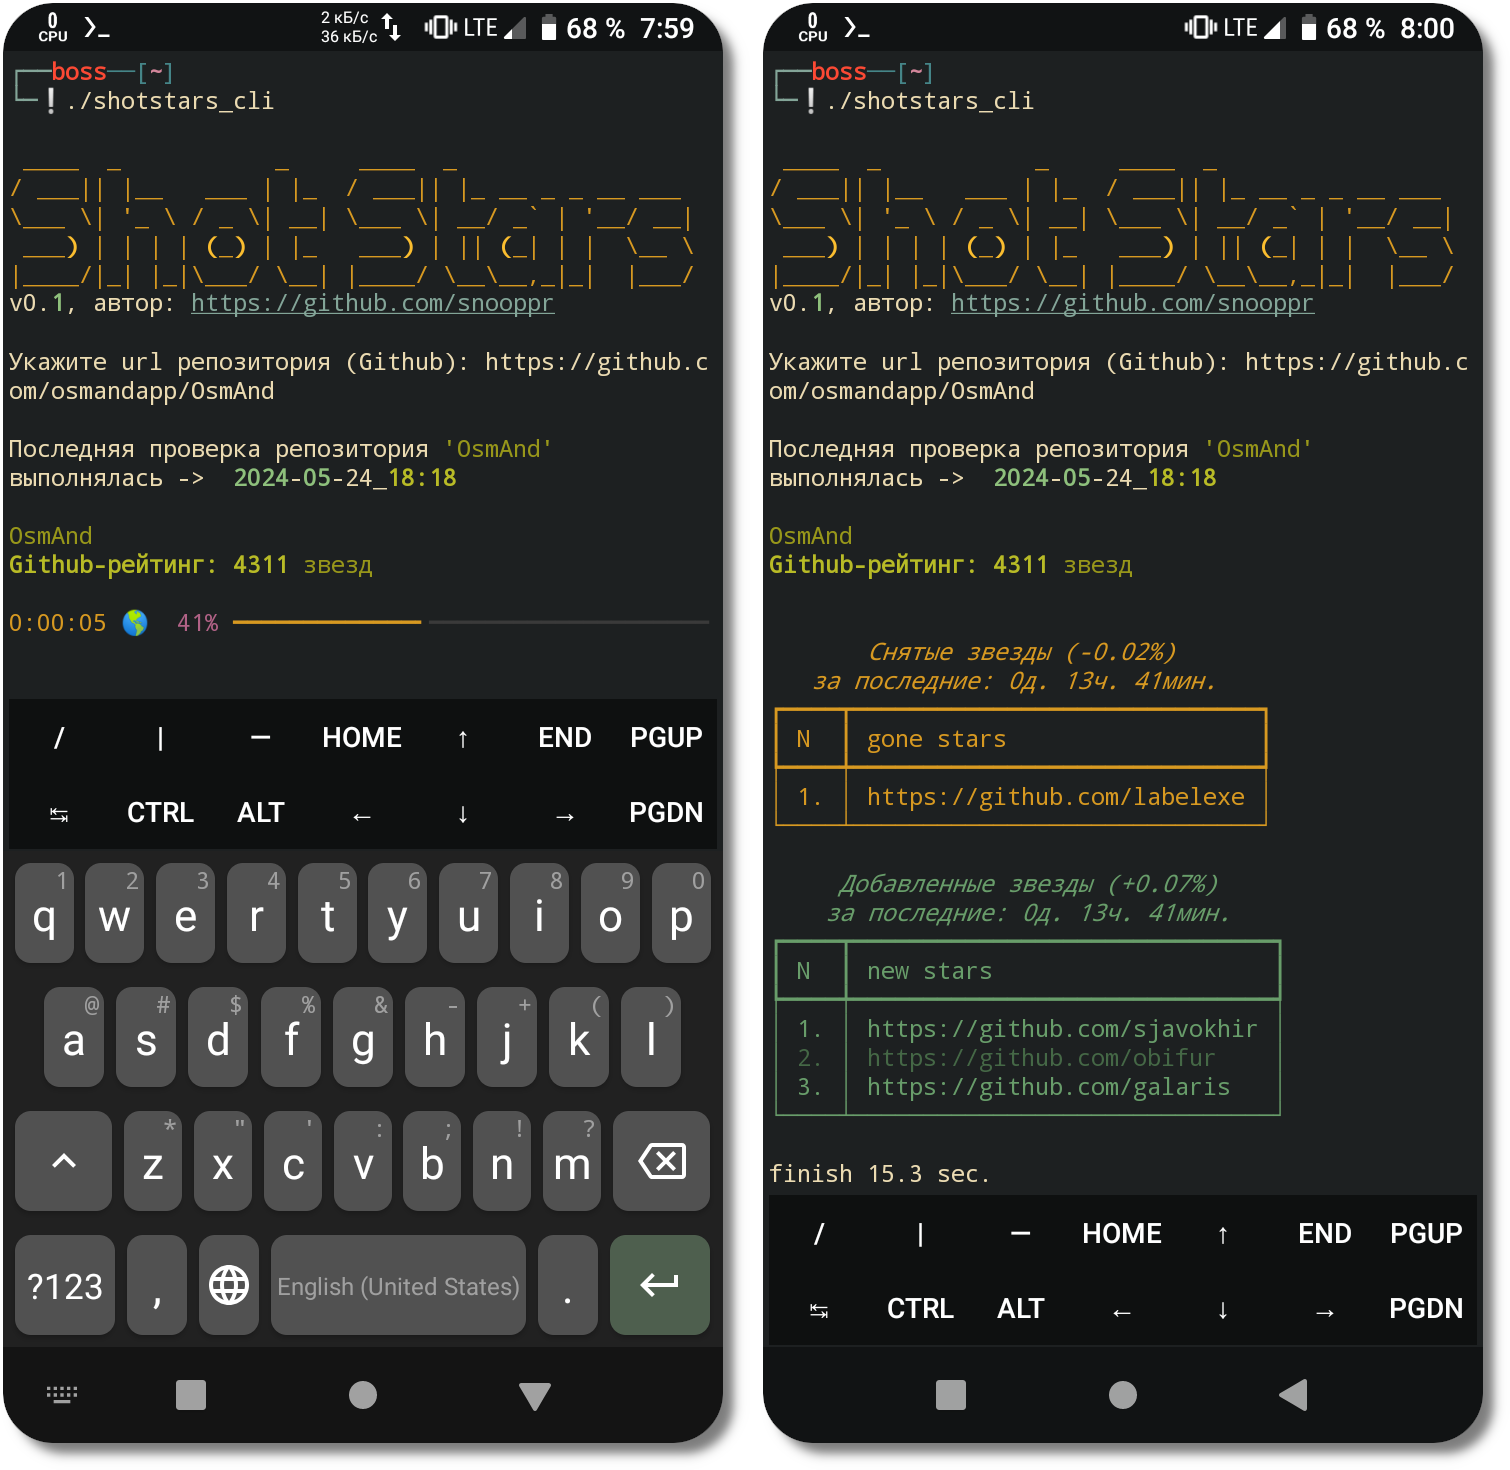 0
CPU
2 кБ/с
36 кБ/с
LTE
68 %
7:59
boss──[~]
./shotstars_cli
Shot Stars
v0.1, автор: https://github.com/snooppr
Укажите url репозитория (Github): https://github.c
om/osmandapp/OsmAnd
Последняя проверка репозитория 'OsmAnd'
выполнялась -> 2024-05-24_18:18
OsmAnd
Github-рейтинг: 4311 звезд
0:00:05 41%
/ | — HOME ↑ END PGUP
↹ CTRL ALT ← ↓ → PGDN
1 2 3 4 5 6 7 8 9 0
q w e r t y u i o p
@ # $ % & - + ( )
a s d f g h j k l
* " ' : ; ! ?
z x c v b n m
?123 , English (United States) .
0
CPU
LTE
68 %
8:00
boss──[~]
./shotstars_cli
Shot Stars
v0.1, автор: https://github.com/snooppr
Укажите url репозитория (Github): https://github.c
om/osmandapp/OsmAnd
Последняя проверка репозитория 'OsmAnd'
выполнялась -> 2024-05-24_18:18
OsmAnd
Github-рейтинг: 4311 звезд
Снятые звезды (-0.02%)
за последние: 0д. 13ч. 41мин.
N gone stars
1. https://github.com/labelexe
Добавленные звезды (+0.07%)
за последние: 0д. 13ч. 41мин.
N new stars
1. https://github.com/sjavokhir
2. https://github.com/obifur
3. https://github.com/galaris
finish 15.3 sec.
/ | — HOME ↑ END PGUP
↹ CTRL ALT ← ↓ → PGDN